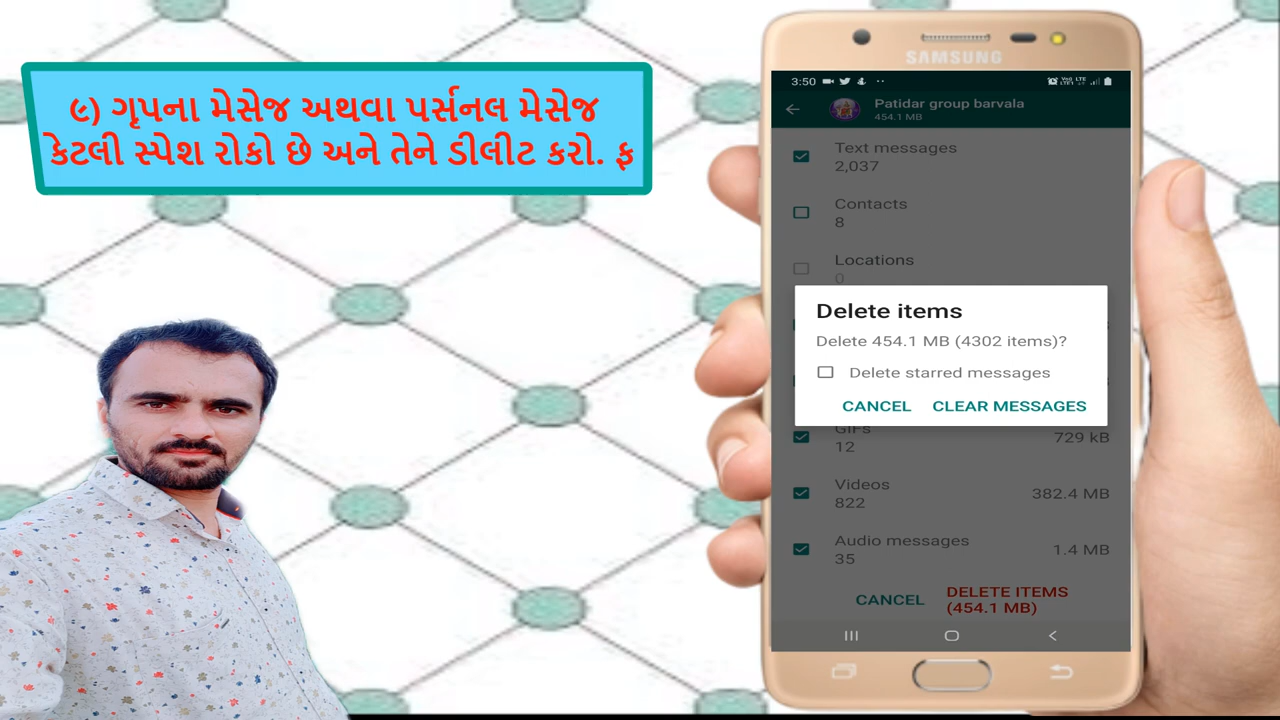 ૯) ગૃપના મેસેજ અથવા પર્સનલ મેસેજ
કેટલી સ્પેશ રોકો છે અને તેને ડીલીટ કરો. ફ
SAMSUNG
3:50
Patidar group barvala
454.1 MB
Text messages
2,037
Contacts
8
Locations
0
Delete items
Delete 454.1 MB (4302 items)?
Delete starred messages
CANCEL CLEAR MESSAGES
GIFs
12
729 kB
Videos
822
382.4 MB
Audio messages
35
1.4 MB
CANCEL
DELETE ITEMS
(454.1 MB)